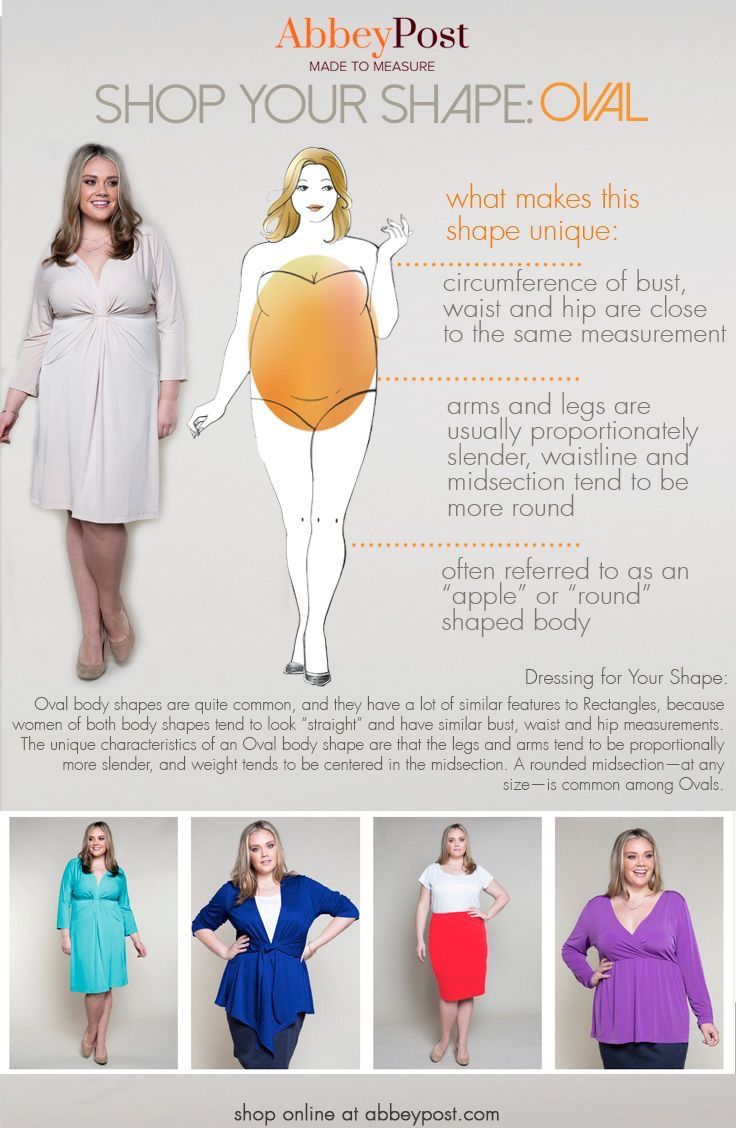 AbbeyPost
MADE TO MEASURE
SHOP YOUR SHAPE: OVAL
what makes this
shape unique:
circumference of bust,
waist and hip are close
to the same measurement
arms and legs are
usually proportionately
slender, waistline and
midsection tend to be
more round
often referred to as an
“apple” or “round”
shaped body
Dressing for Your Shape:
Oval body shapes are quite common, and they have a lot of similar features to Rectangles, because
women of both body shapes tend to look “straight” and have similar bust, waist and hip measurements.
The unique characteristics of an Oval body shape are that the legs and arms tend to be proportionally
more slender, and weight tends to be centered in the midsection. A rounded midsection—at any
size—is common among Ovals.
shop online at abbeypost.com